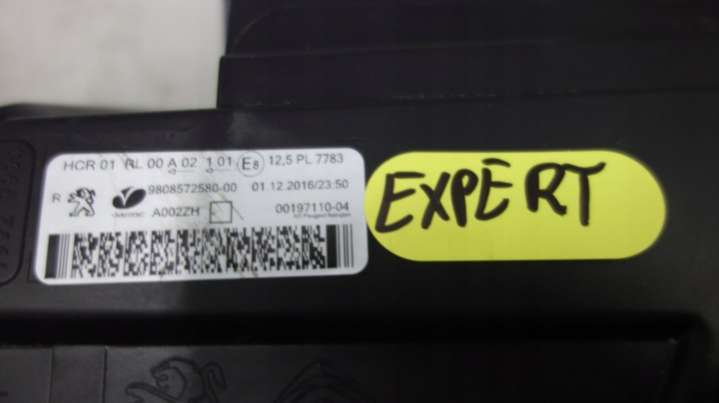 HCR 01 RL 00 A 02 1 01 E8 12,5 PL 7783
R 9808572580-00 01.12.2016/23:50
A002ZH 00197110-04
EXPERT